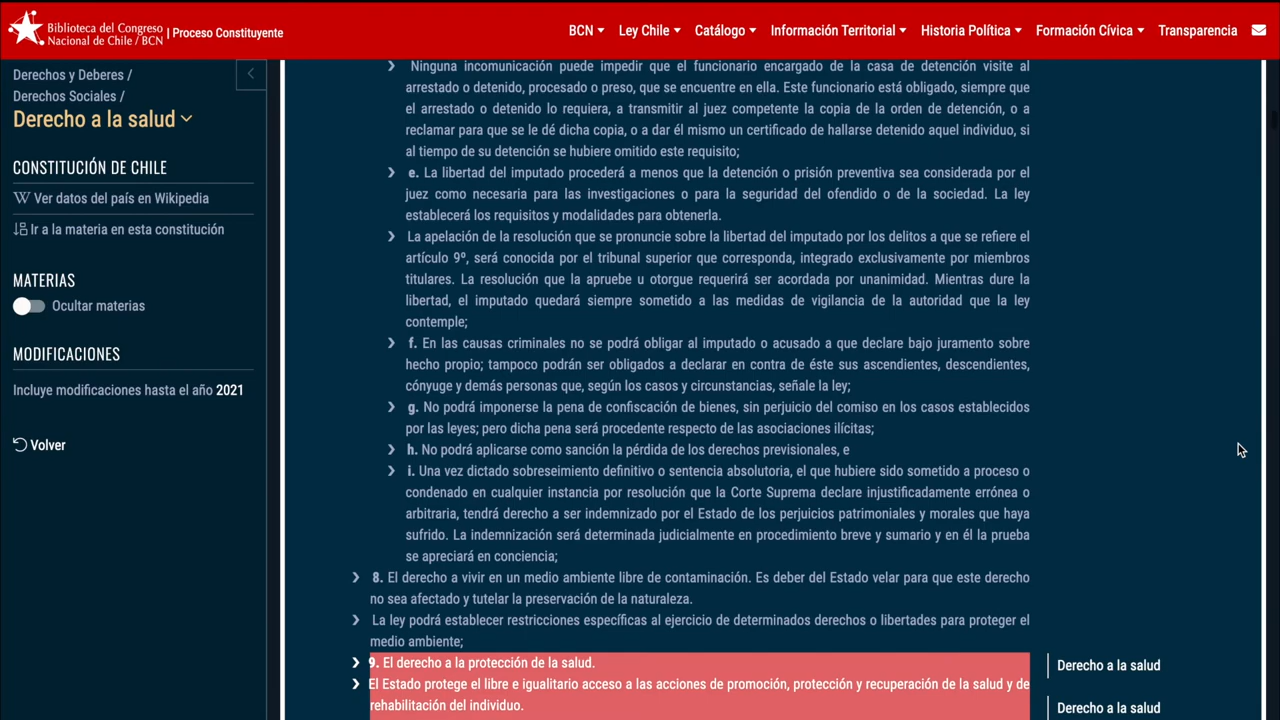 Biblioteca del Congreso
Nacional de Chile / BCN | Proceso Constituyente
BCN Ley Chile Catálogo Información Territorial Historia Política Formación Cívica Transparencia
Derechos y Deberes /
Derechos Sociales /
Derecho a la salud
CONSTITUCIÓN DE CHILE
Ver datos del país en Wikipedia
Ir a la materia en esta constitución
MATERIAS
Ocultar materias
MODIFICACIONES
Incluye modificaciones hasta el año 2021
Volver
Ninguna incomunicación puede impedir que el funcionario encargado de la casa de detención visite al
arrestado o detenido, procesado o preso, que se encuentre en ella. Este funcionario está obligado, siempre que
el arrestado o detenido lo requiera, a transmitir al juez competente la copia de la orden de detención, o a
reclamar para que se le dé dicha copia, o a dar él mismo un certificado de hallarse detenido aquel individuo, si
al tiempo de su detención se hubiere omitido este requisito;
e. La libertad del imputado procederá a menos que la detención o prisión preventiva sea considerada por el
juez como necesaria para las investigaciones o para la seguridad del ofendido o de la sociedad. La ley
establecerá los requisitos y modalidades para obtenerla.
La apelación de la resolución que se pronuncie sobre la libertad del imputado por los delitos a que se refiere el
artículo 9º, será conocida por el tribunal superior que corresponda, integrado exclusivamente por miembros
titulares. La resolución que la apruebe u otorgue requerirá ser acordada por unanimidad. Mientras dure la
libertad, el imputado quedará siempre sometido a las medidas de vigilancia de la autoridad que la ley
contemple;
f. En las causas criminales no se podrá obligar al imputado o acusado a que declare bajo juramento sobre
hecho propio; tampoco podrán ser obligados a declarar en contra de éste sus ascendientes, descendientes,
cónyuge y demás personas que, según los casos y circunstancias, señale la ley;
g. No podrá imponerse la pena de confiscación de bienes, sin perjuicio del comiso en los casos establecidos
por las leyes; pero dicha pena será procedente respecto de las asociaciones ilícitas;
h. No podrá aplicarse como sanción la pérdida de los derechos previsionales, e
i. Una vez dictado sobreseimiento definitivo o sentencia absolutoria, el que hubiere sido sometido a proceso o
condenado en cualquier instancia por resolución que la Corte Suprema declare injustificadamente errónea o
arbitraria, tendrá derecho a ser indemnizado por el Estado de los perjuicios patrimoniales y morales que haya
sufrido. La indemnización será determinada judicialmente en procedimiento breve y sumario y en él la prueba
se apreciará en conciencia;
8. El derecho a vivir en un medio ambiente libre de contaminación. Es deber del Estado velar para que este derecho
no sea afectado y tutelar la preservación de la naturaleza.
La ley podrá establecer restricciones específicas al ejercicio de determinados derechos o libertades para proteger el
medio ambiente;
9. El derecho a la protección de la salud.
Derecho a la salud
El Estado protege el libre e igualitario acceso a las acciones de promoción, protección y recuperación de la salud y de
rehabilitación del individuo.
Derecho a la salud